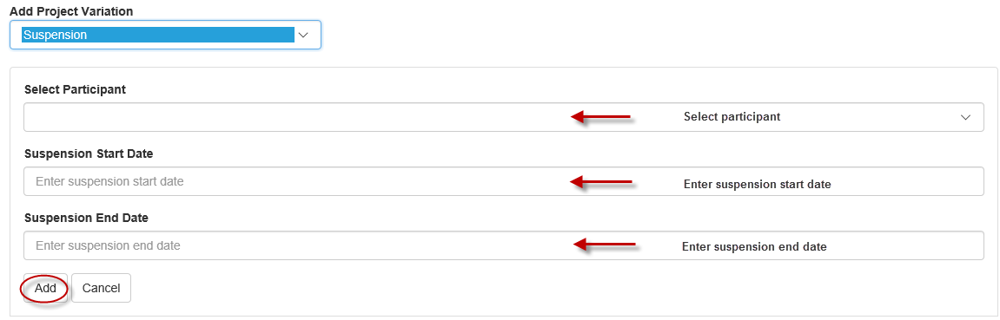 Add Project Variation
Suspension
Select Participant
Select participant
Suspension Start Date
Enter suspension start date Enter suspension start date
Suspension End Date
Enter suspension end date Enter suspension end date
Add Cancel